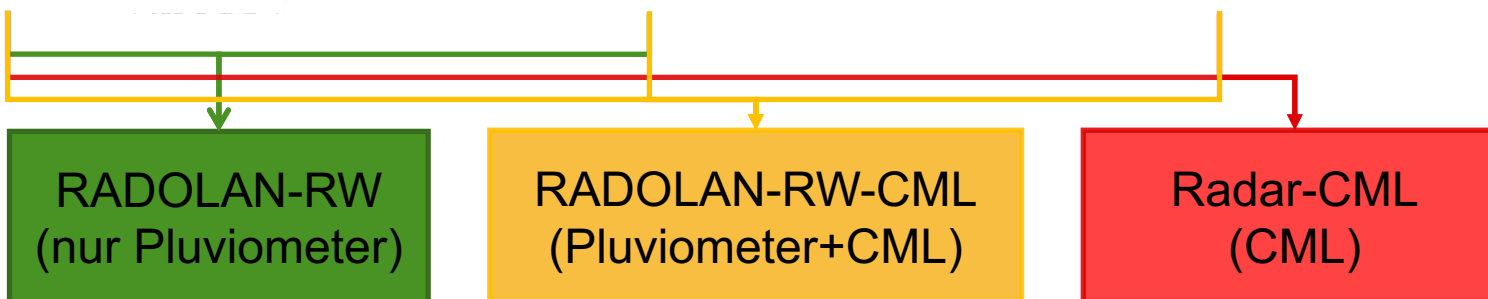 RADOLAN-RW
(nur Pluviometer)
RADOLAN-RW-CML
(Pluviometer+CML)
Radar-CML
(CML)